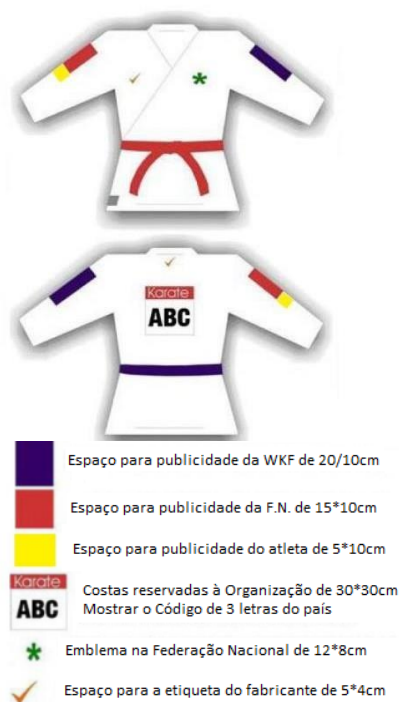 Karate
ABC
Espaço para publicidade da WKF de 20/10cm
Espaço para publicidade da F.N. de 15*10cm
Espaço para publicidade do atleta de 5*10cm
Karate
ABC
Costas reservadas à Organização de 30*30cm
Mostrar o Código de 3 letras do país
Emblema na Federação Nacional de 12*8cm
Espaço para a etiqueta do fabricante de 5*4cm